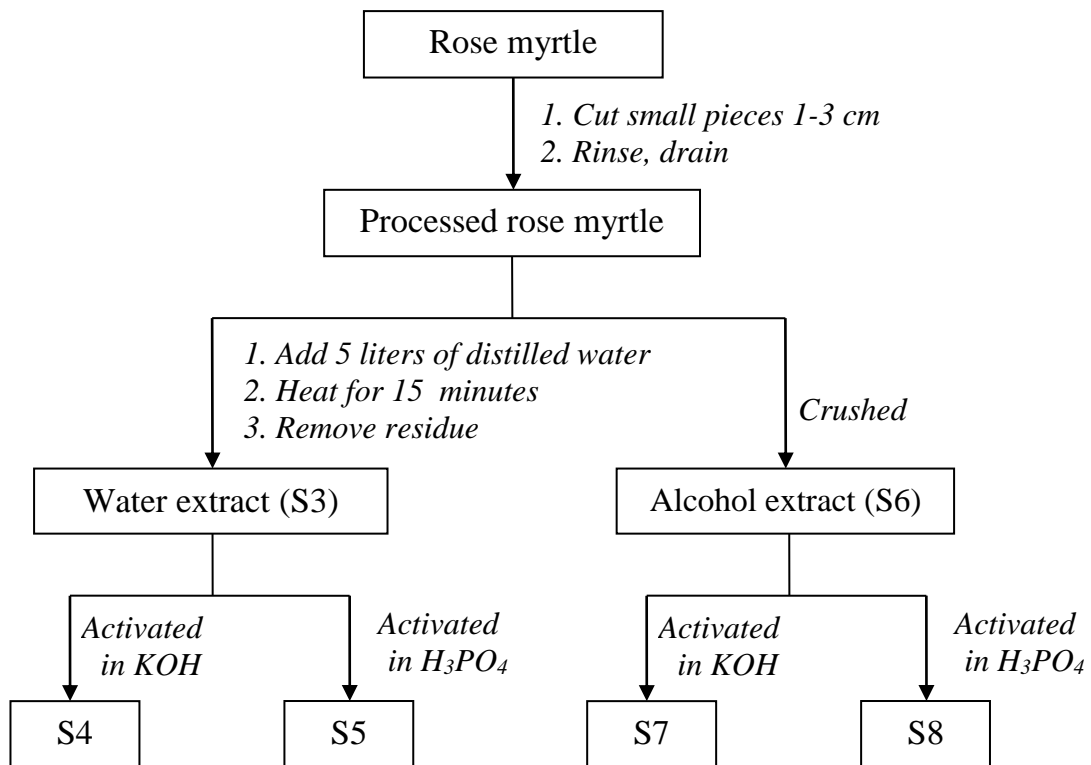 Rose myrtle
1. Cut small pieces 1-3 cm
2. Rinse, drain
Processed rose myrtle
1. Add 5 liters of distilled water
2. Heat for 15 minutes
3. Remove residue
Crushed
Water extract (S3)
Alcohol extract (S6)
Activated
in KOH
Activated
in H₃PO₄
Activated
in KOH
Activated
in H₃PO₄
S4
S5
S7
S8